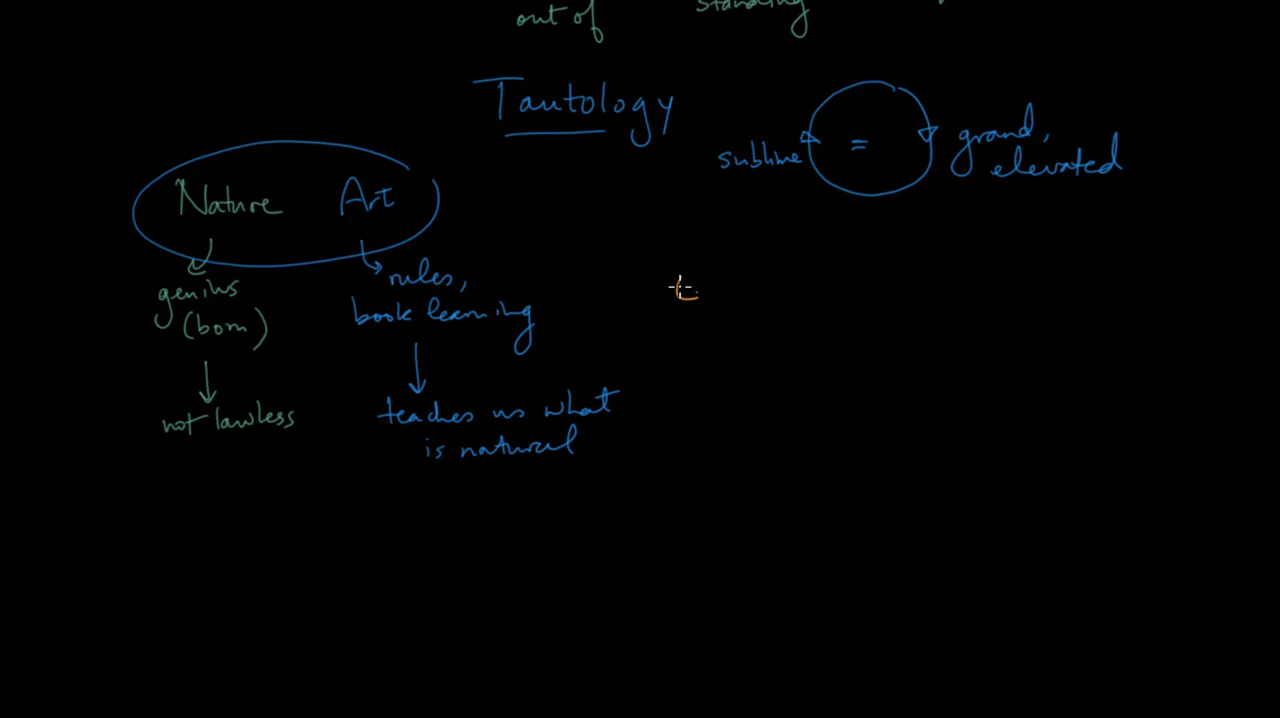 out of standing
Tautology
sublime = grand,
elevated
Nature Art
genius
(born)
rules,
book learning
not lawless
teaches us what
is natural